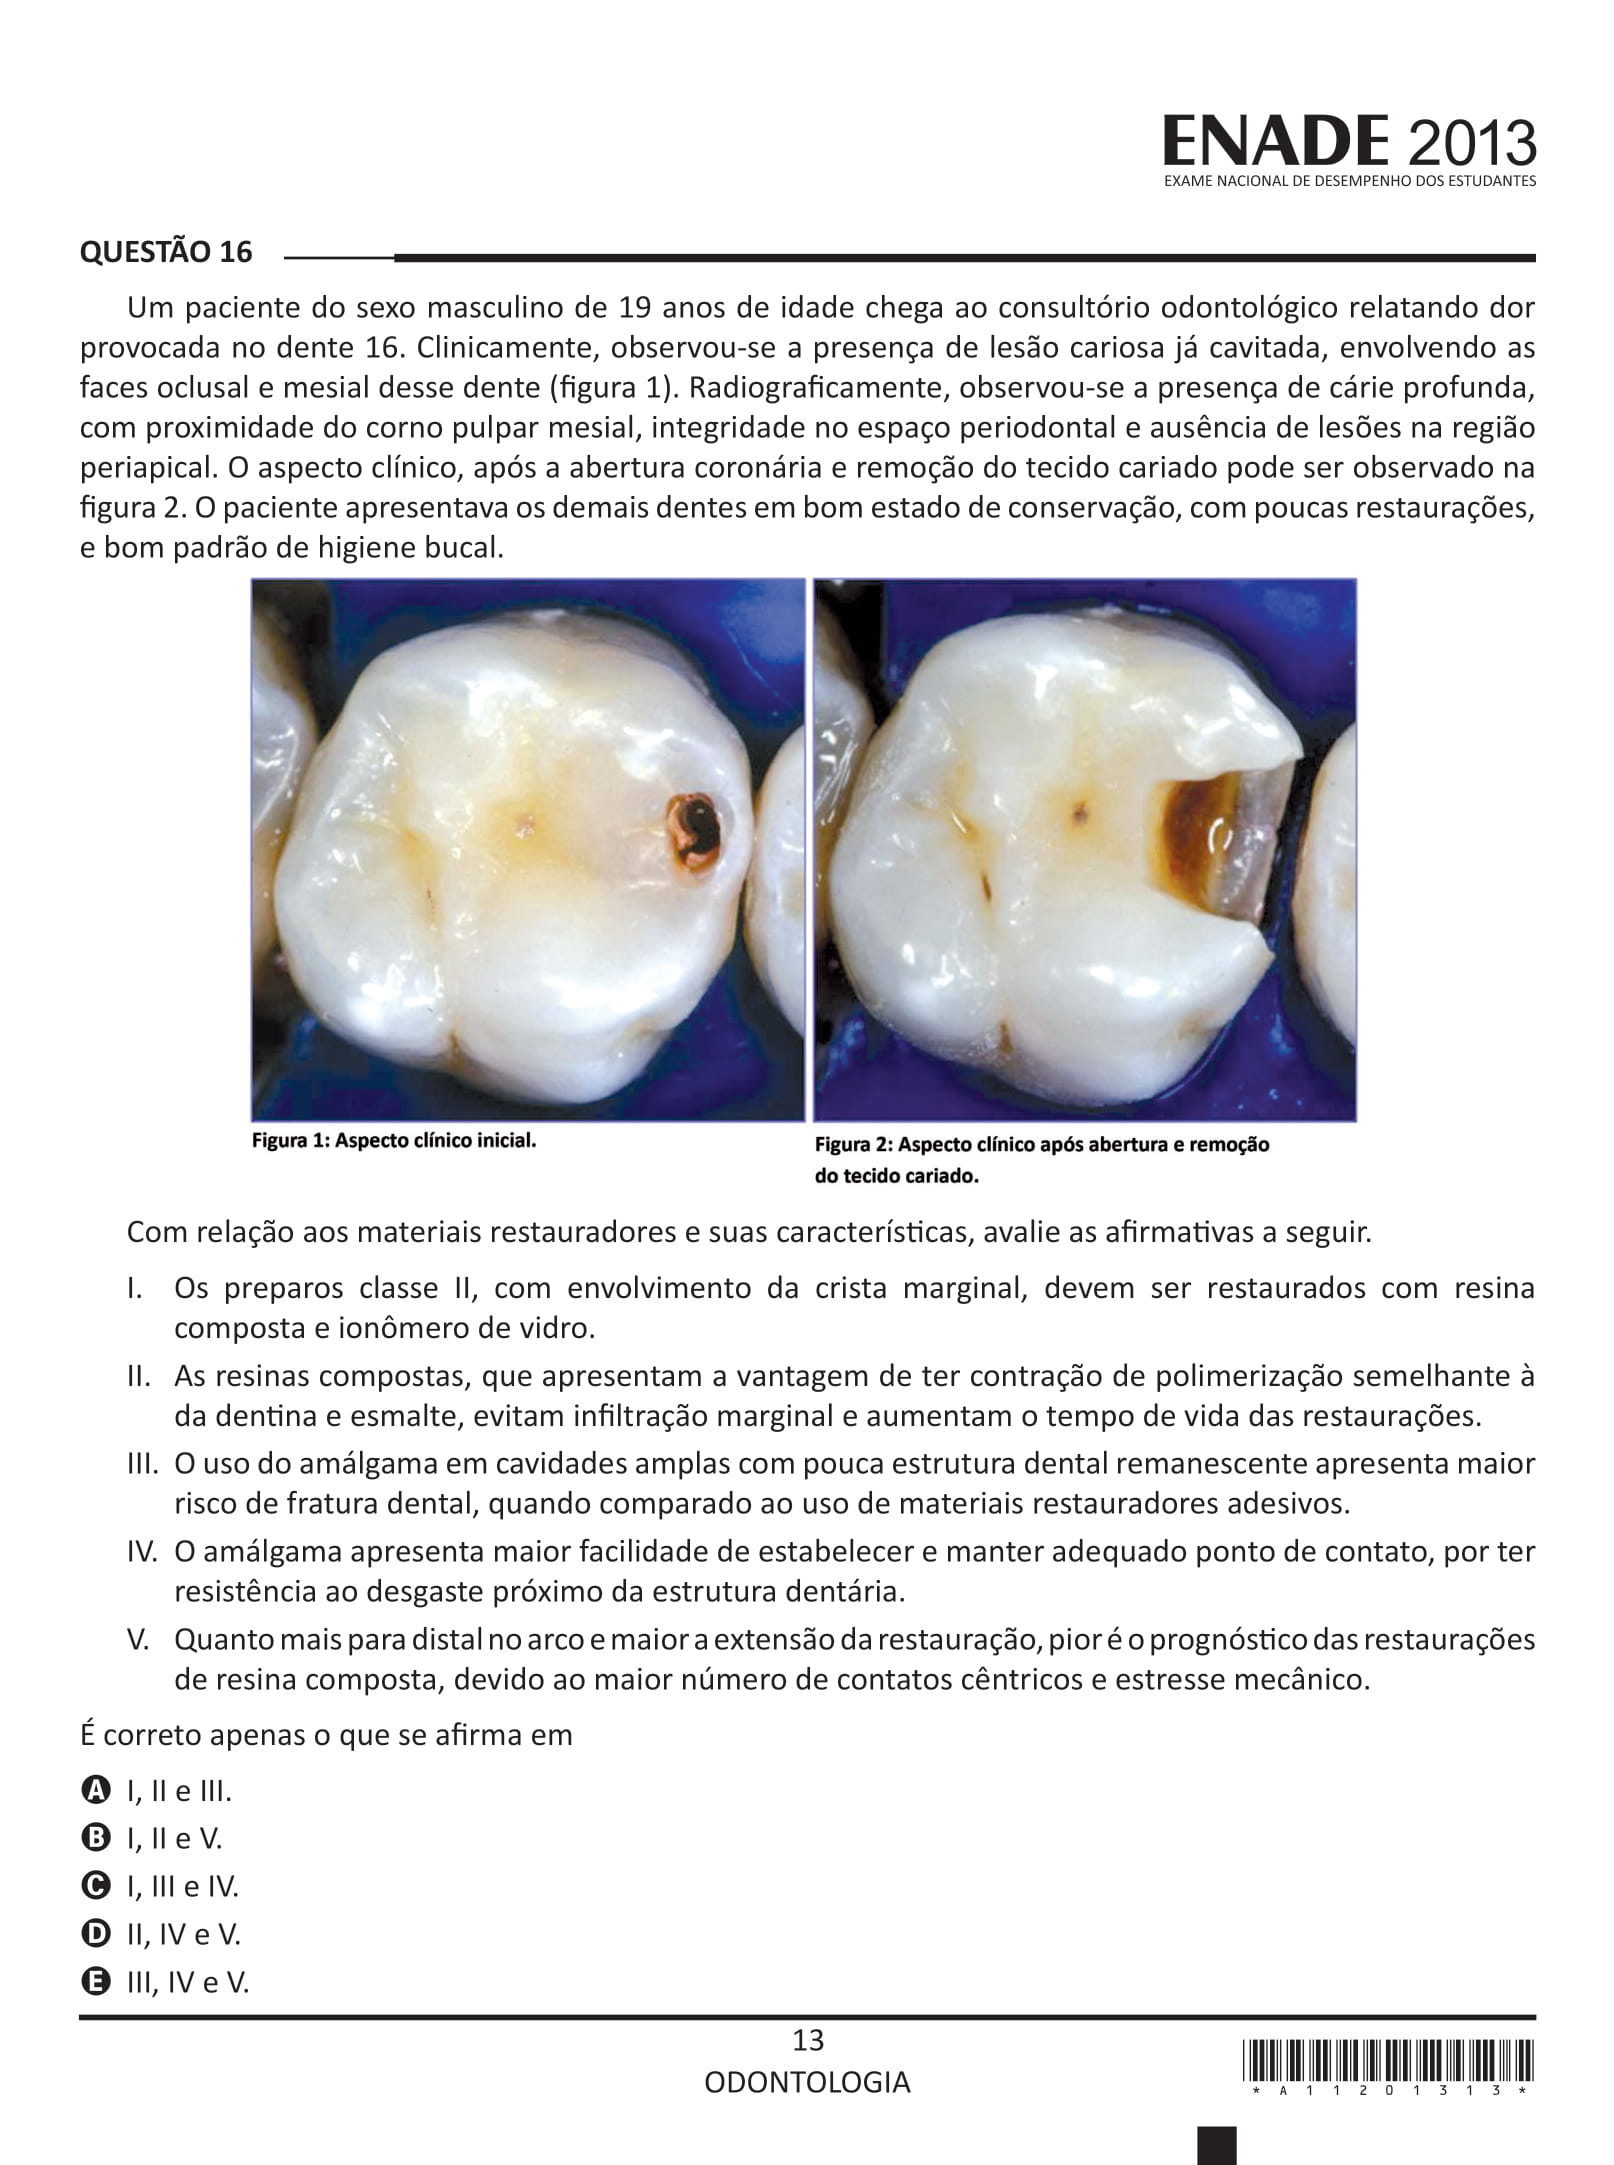 ENADE 2013
EXAME NACIONAL DE DESEMPENHO DOS ESTUDANTES
QUESTÃO 16
Um paciente do sexo masculino de 19 anos de idade chega ao consultório odontológico relatando dor
provocada no dente 16. Clinicamente, observou-se a presença de lesão cariosa já cavitada, envolvendo as
faces oclusal e mesial desse dente (figura 1). Radiograficamente, observou-se a presença de cárie profunda,
com proximidade do corno pulpar mesial, integridade no espaço periodontal e ausência de lesões na região
periapical. O aspecto clínico, após a abertura coronária e remoção do tecido cariado pode ser observado na
figura 2. O paciente apresentava os demais dentes em bom estado de conservação, com poucas restaurações,
e bom padrão de higiene bucal.
Figura 1: Aspecto clínico inicial.
Figura 2: Aspecto clínico após abertura e remoção
do tecido cariado.
Com relação aos materiais restauradores e suas características, avalie as afirmativas a seguir.
I. Os preparos classe II, com envolvimento da crista marginal, devem ser restaurados com resina
composta e ionômero de vidro.
II. As resinas compostas, que apresentam a vantagem de ter contração de polimerização semelhante à
da dentina e esmalte, evitam infiltração marginal e aumentam o tempo de vida das restaurações.
III. O uso do amálgama em cavidades amplas com pouca estrutura dental remanescente apresenta maior
risco de fratura dental, quando comparado ao uso de materiais restauradores adesivos.
IV. O amálgama apresenta maior facilidade de estabelecer e manter adequado ponto de contato, por ter
resistência ao desgaste próximo da estrutura dentária.
V. Quanto mais para distal no arco e maior a extensão da restauração, pior é o prognóstico das restaurações
de resina composta, devido ao maior número de contatos cêntricos e estresse mecânico.
É correto apenas o que se afirma em
A I, II e III.
B I, II e V.
C I, III e IV.
D II, IV e V.
E III, IV e V.
13
ODONTOLOGIA
* A 1 1 2 0 1 3 1 3 *